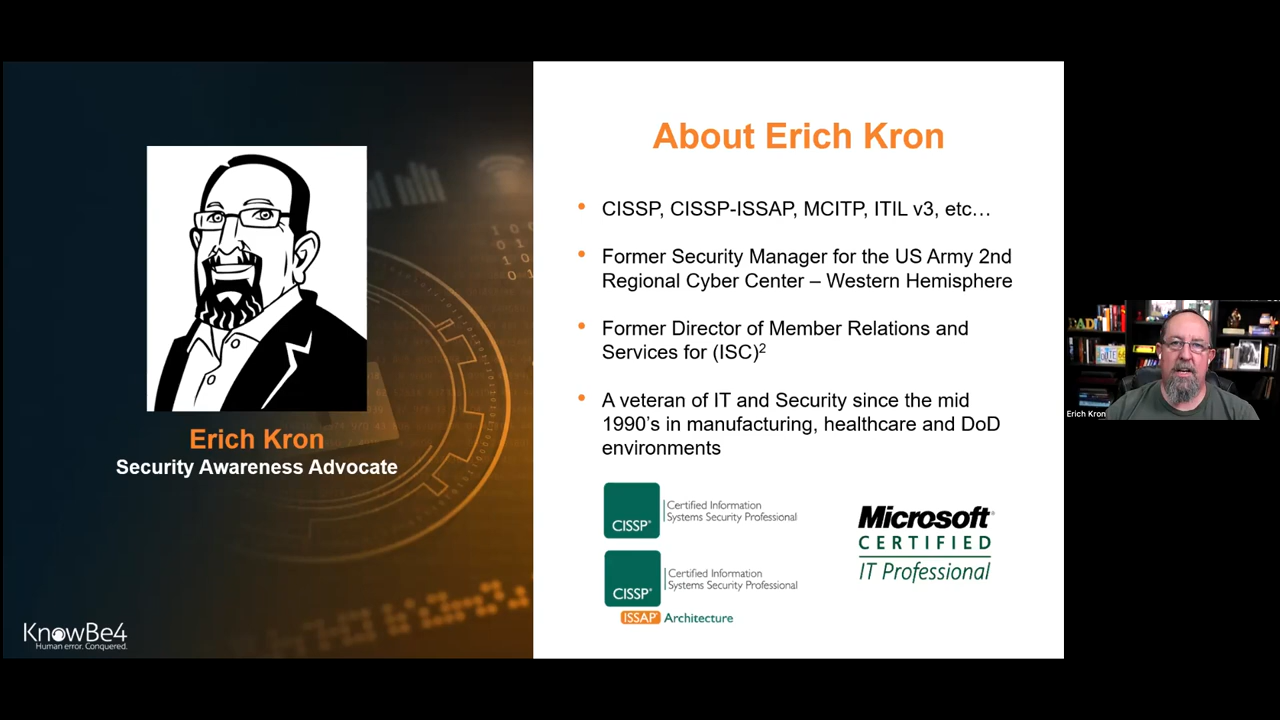 About Erich Kron
• CISSP, CISSP-ISSAP, MCITP, ITIL v3, etc…
• Former Security Manager for the US Army 2nd
Regional Cyber Center – Western Hemisphere
• Former Director of Member Relations and
Services for (ISC)²
• A veteran of IT and Security since the mid
1990's in manufacturing, healthcare and DoD
environments
Erich Kron
Security Awareness Advocate
CISSP®
Certified Information
Systems Security Professional
CISSP®
Certified Information
Systems Security Professional
ISSAP® Architecture
Microsoft®
CERTIFIED
IT Professional
KnowBe4
Human error. Conquered.
Erich Kron